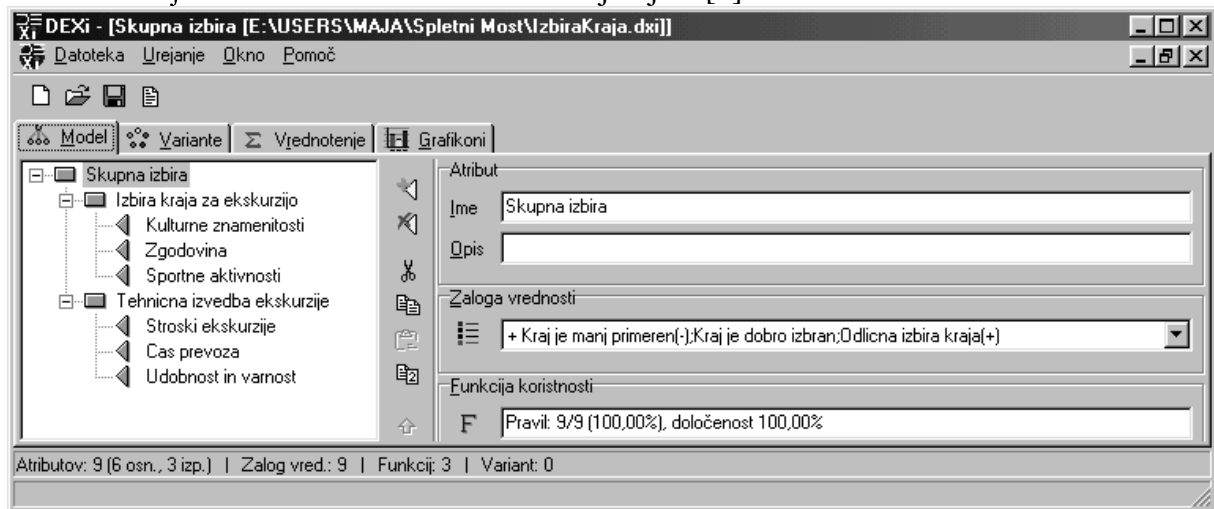 DEXi - [Skupna izbira [E:\USERS\MAJA\Spletni Most\IzbiraKraja.dxi]]
Datoteka Urejanje Okno Pomoč
Model Variante Vrednotenje Grafikoni
Skupna izbira
Izbira kraja za ekskurzijo
Kulturne znamenitosti
Zgodovina
Sportne aktivnosti
Tehnicna izvedba ekskurzije
Stroski ekskurzije
Cas prevoza
Udobnost in varnost
Atribut
Ime Skupna izbira
Opis
Zaloga vrednosti
+ Kraj je manj primeren(-);Kraj je dobro izbran;Odlicna izbira kraja(+)
Funkcija koristnosti
F Pravil: 9/9 (100,00%), določenost 100,00%
Atributov: 9 (6 osn., 3 izp.) | Zalog vred.: 9 | Funkcij: 3 | Variant: 0